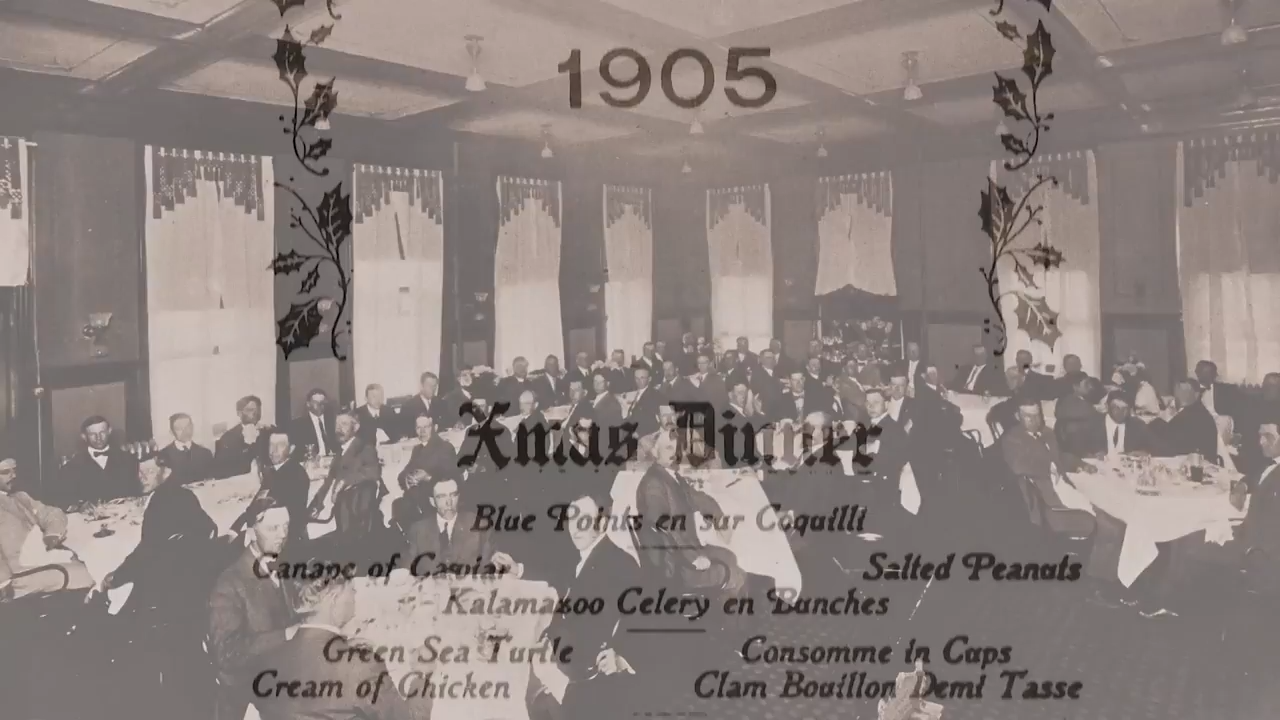 1905
Xmas Dinner
Blue Points en sur Coquilli
Canape of Caviar Salted Peanuts
Kalamazoo Celery en Bunches
Green Sea Turtle Consomme in Cups
Cream of Chicken Clam Bouillon Demi Tasse